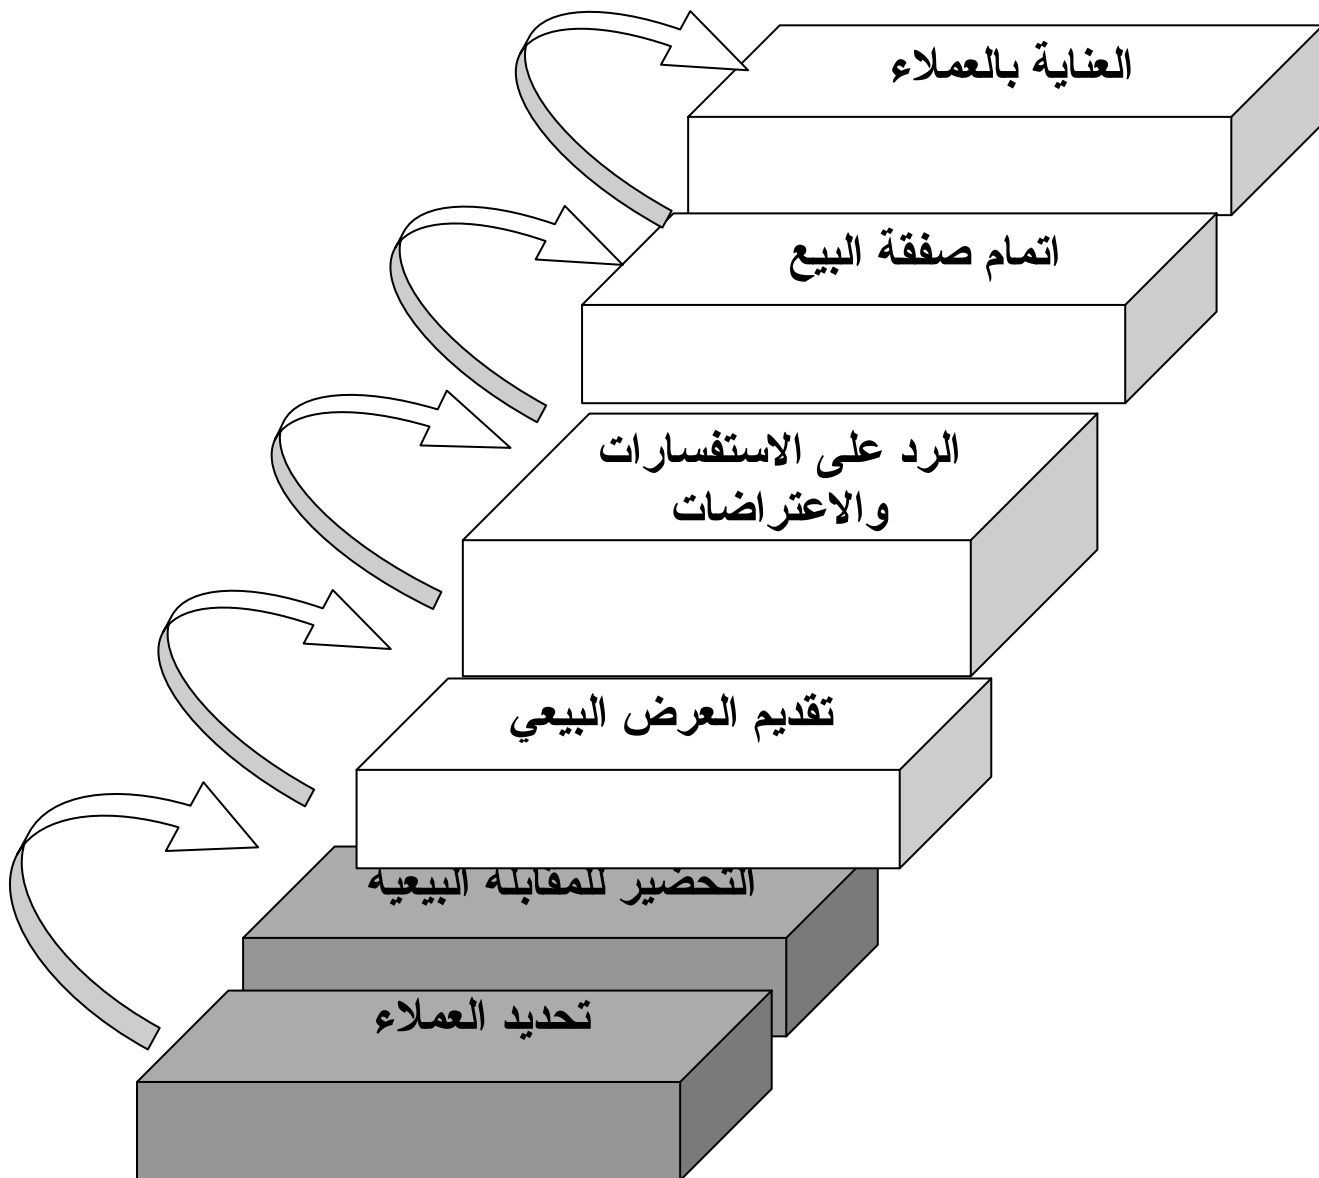 العناية بالعملاء
اتمام صفقة البيع
الرد على الاستفسارات
والاعتراضات
تقديم العرض البيعي
التحضير للمقابلة البيعية
تحديد العملاء